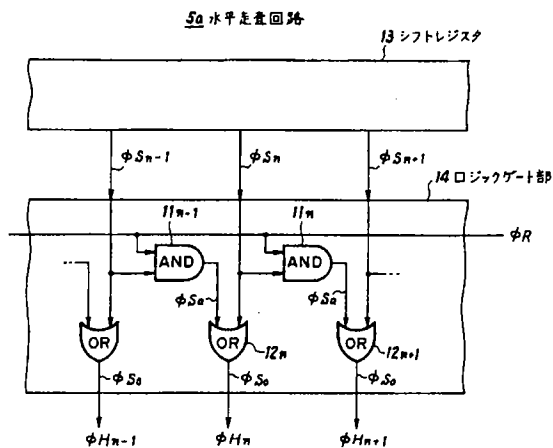 5a 水平走査回路
13 シフトレジスタ
φSn-1 φSn φSn+1
14 ロジックゲート部
11n-1 11n
φR
AND AND
φSa φSa
OR OR OR
12n 12n+1
φSo φSo φSo
φHn-1 φHn φHn+1